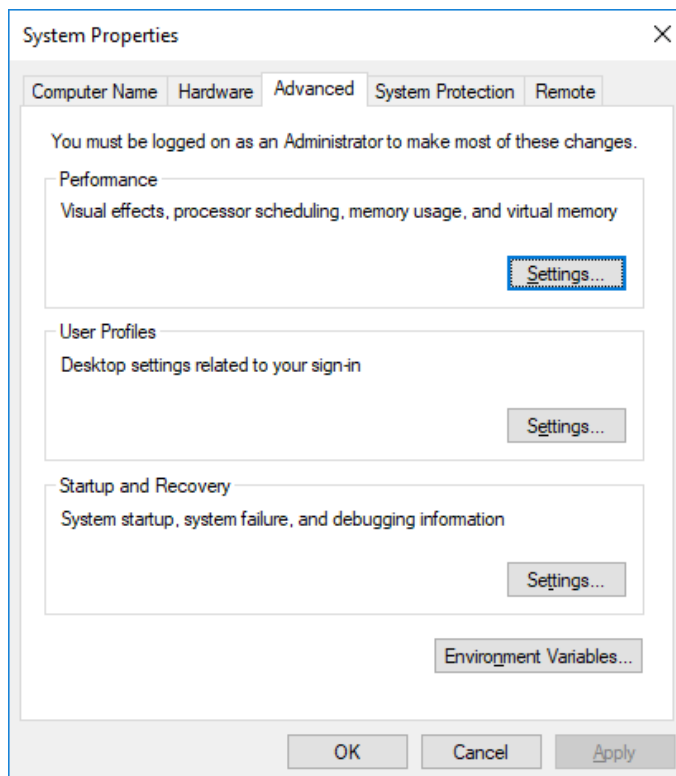 System Properties
Computer Name Hardware Advanced System Protection Remote
You must be logged on as an Administrator to make most of these changes.
Performance
Visual effects, processor scheduling, memory usage, and virtual memory
Settings...
User Profiles
Desktop settings related to your sign-in
Settings...
Startup and Recovery
System startup, system failure, and debugging information
Settings...
Environment Variables...
OK Cancel Apply